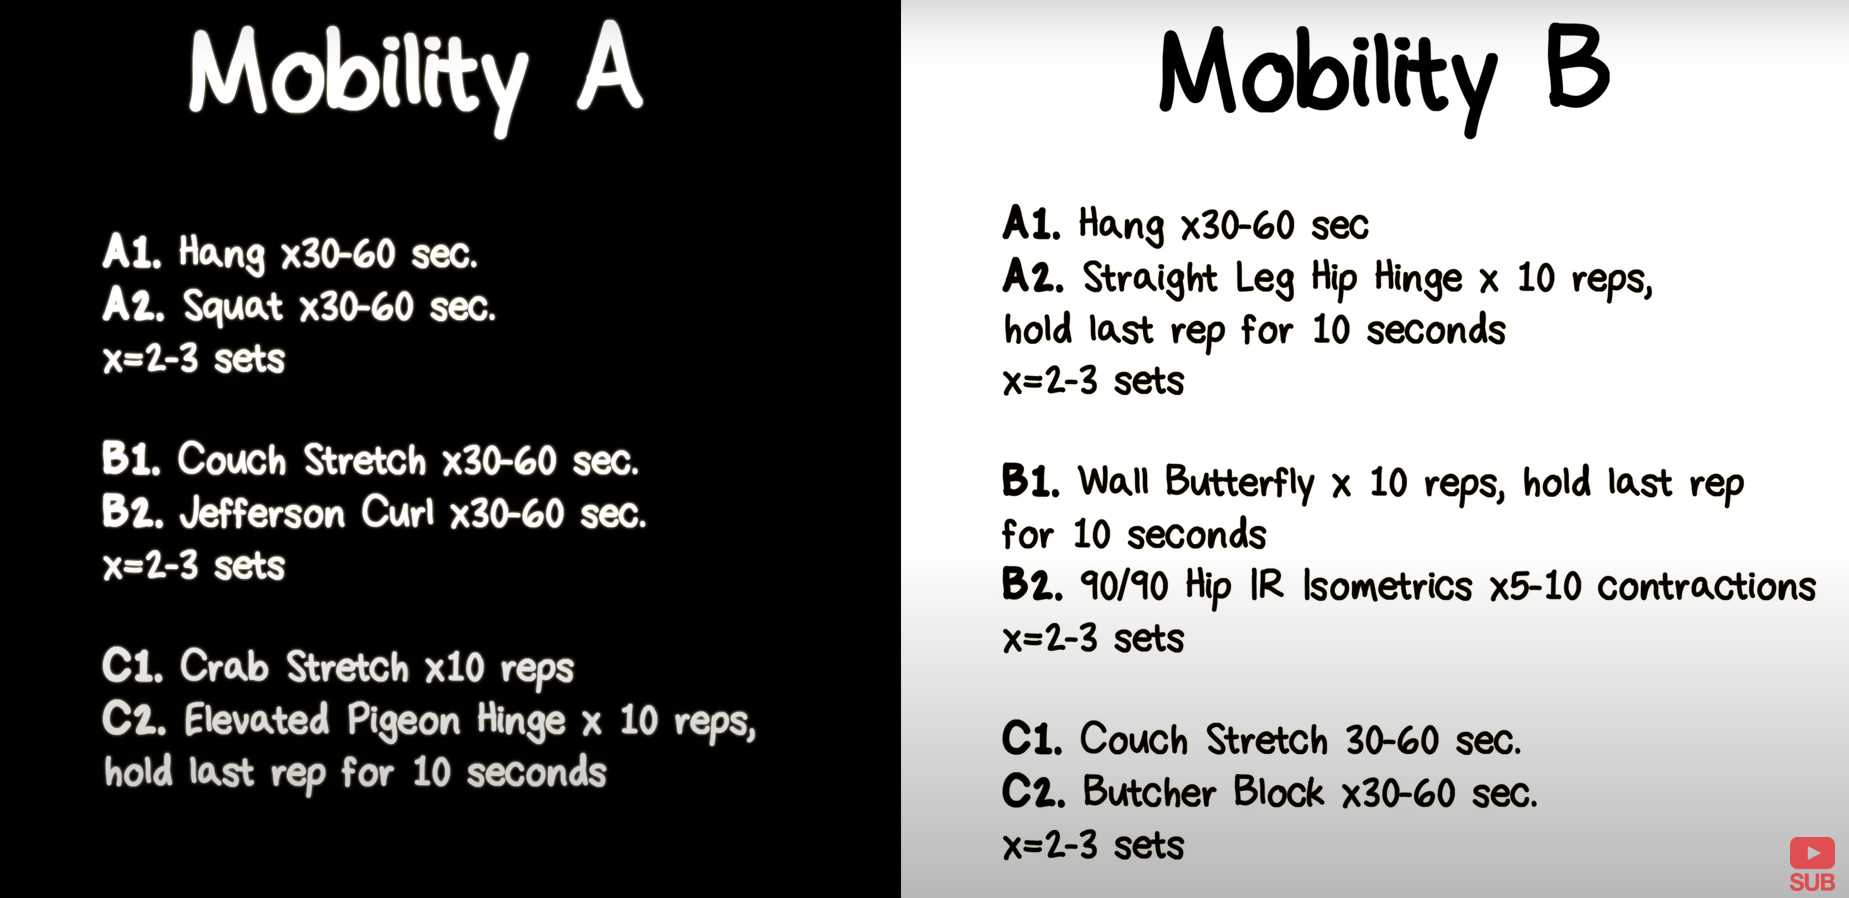 Mobility A
A1. Hang x30-60 sec.
A2. Squat x30-60 sec.
x=2-3 sets
B1. Couch Stretch x30-60 sec.
B2. Jefferson Curl x30-60 sec.
x=2-3 sets
C1. Crab Stretch x10 reps
C2. Elevated Pigeon Hinge x 10 reps,
hold last rep for 10 seconds
Mobility B
A1. Hang x30-60 sec
A2. Straight Leg Hip Hinge x 10 reps,
hold last rep for 10 seconds
x=2-3 sets
B1. Wall Butterfly x 10 reps, hold last rep
for 10 seconds
B2. 90/90 Hip IR Isometrics x5-10 contractions
x=2-3 sets
C1. Couch Stretch 30-60 sec.
C2. Butcher Block x30-60 sec.
x=2-3 sets
SUB